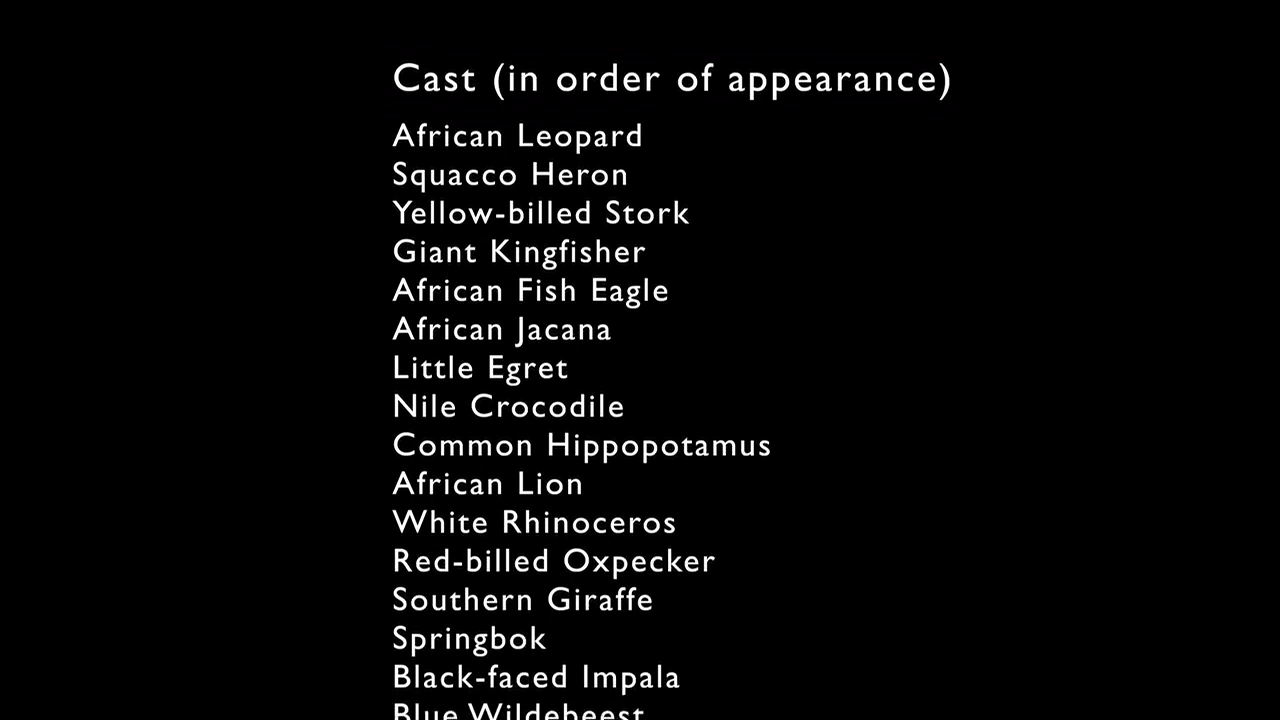 Cast (in order of appearance)
African Leopard
Squacco Heron
Yellow-billed Stork
Giant Kingfisher
African Fish Eagle
African Jacana
Little Egret
Nile Crocodile
Common Hippopotamus
African Lion
White Rhinoceros
Red-billed Oxpecker
Southern Giraffe
Springbok
Black-faced Impala
Blue Wildebeest